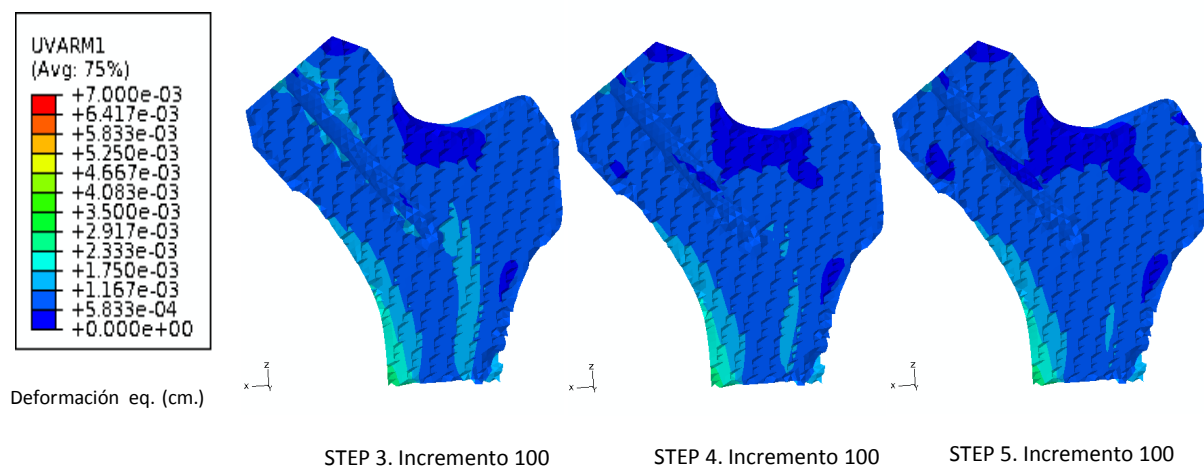 UVARM1
(Avg: 75%)
+7.000e-03
+6.417e-03
+5.833e-03
+5.250e-03
+4.667e-03
+4.083e-03
+3.500e-03
+2.917e-03
+2.333e-03
+1.750e-03
+1.167e-03
+5.833e-04
+0.000e+00
Deformación eq. (cm.)
Z
X Y
Z
X Y
Z
X Y
STEP 3. Incremento 100
STEP 4. Incremento 100
STEP 5. Incremento 100